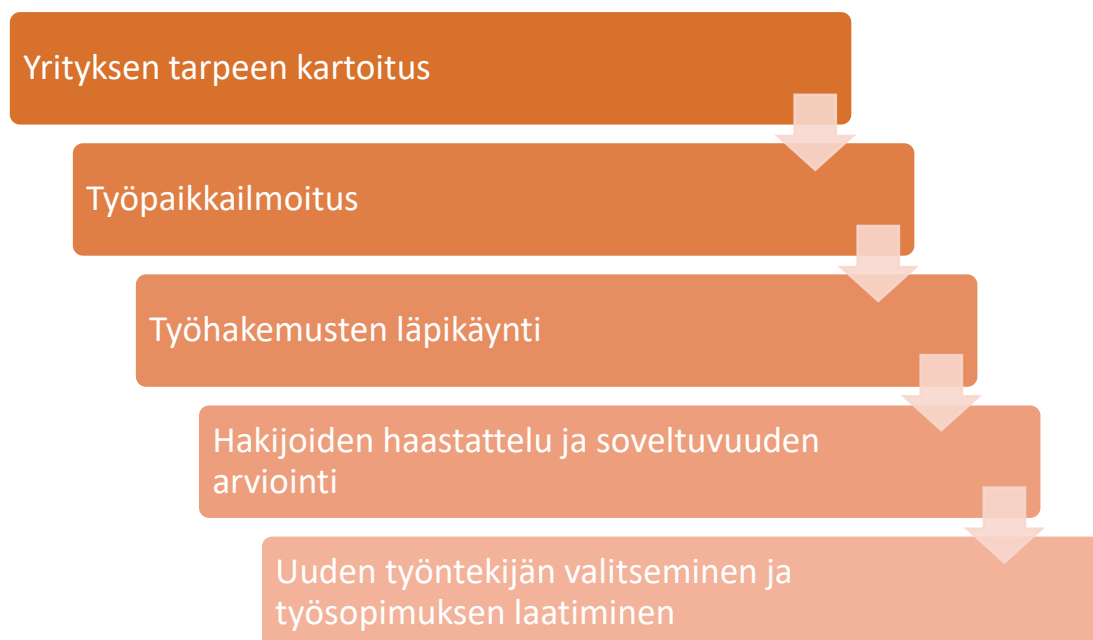 Yrityksen tarpeen kartoitus
Työpaikkailmoitus
Työhakemusten läpikäynti
Hakijoiden haastattelu ja soveltuvuuden
arviointi
Uuden työntekijän valitseminen ja
työsopimuksen laatiminen